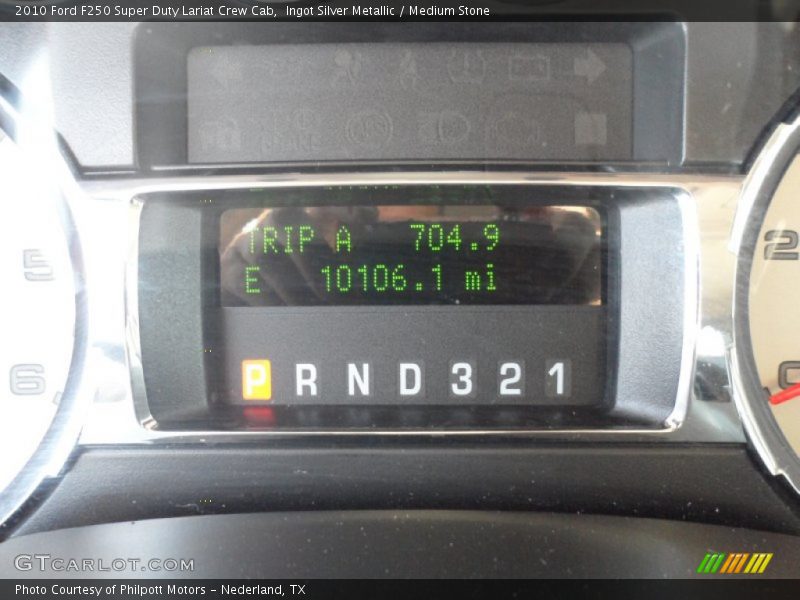 2010 Ford F250 Super Duty Lariat Crew Cab, Ingot Silver Metallic / Medium Stone
TRIP A 704.9
E 10106.1 mi
P R N D 3 2 1
5
6
2
0
GTCARLOT.COM
Photo Courtesy of Philpott Motors - Nederland, TX